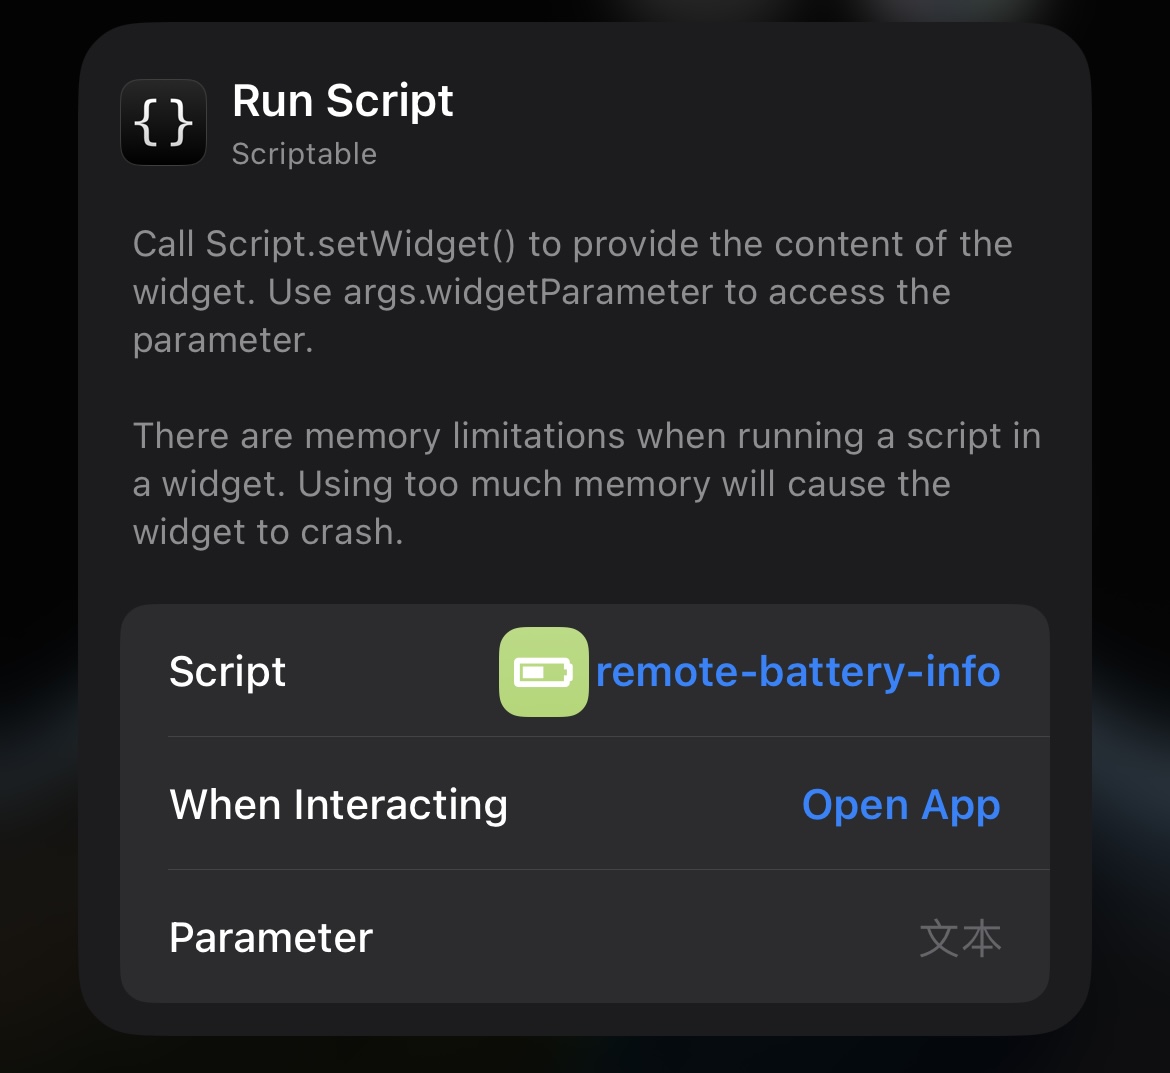 {}
Run Script
Scriptable
Call Script.setWidget() to provide the content of the
widget. Use args.widgetParameter to access the
parameter.
There are memory limitations when running a script in
a widget. Using too much memory will cause the
widget to crash.
Script remote-battery-info
When Interacting Open App
Parameter 文本